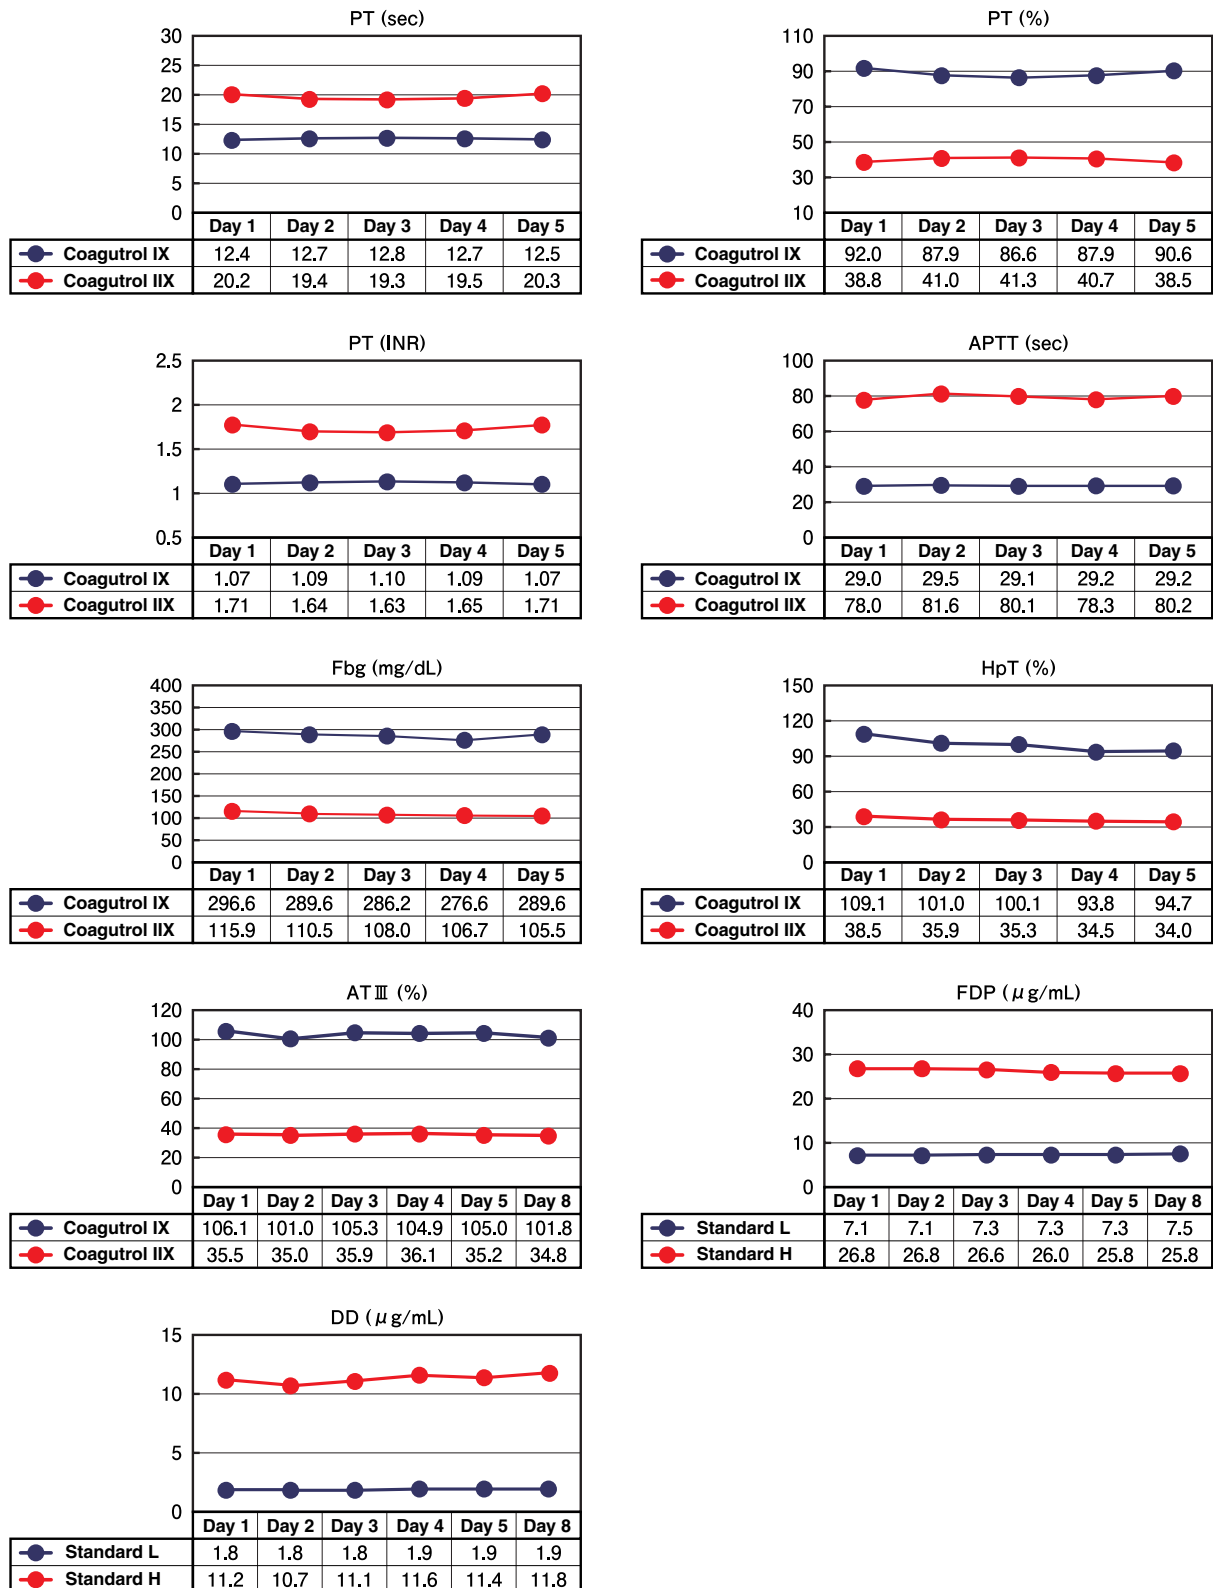 PT (sec)
30
25
20
15
10
5
0
Day 1 Day 2 Day 3 Day 4 Day 5
Coagutrol IX 12.4 12.7 12.8 12.7 12.5
Coagutrol IIX 20.2 19.4 19.3 19.5 20.3
PT (%)
110
90
70
50
30
10
Day 1 Day 2 Day 3 Day 4 Day 5
Coagutrol IX 92.0 87.9 86.6 87.9 90.6
Coagutrol IIX 38.8 41.0 41.3 40.7 38.5
PT (INR)
2.5
2
1.5
1
0.5
Day 1 Day 2 Day 3 Day 4 Day 5
Coagutrol IX 1.07 1.09 1.10 1.09 1.07
Coagutrol IIX 1.71 1.64 1.63 1.65 1.71
APTT (sec)
100
80
60
40
20
0
Day 1 Day 2 Day 3 Day 4 Day 5
Coagutrol IX 29.0 29.5 29.1 29.2 29.2
Coagutrol IIX 78.0 81.6 80.1 78.3 80.2
Fbg (mg/dL)
400
350
300
250
200
150
100
50
0
Day 1 Day 2 Day 3 Day 4 Day 5
Coagutrol IX 296.6 289.6 286.2 276.6 289.6
Coagutrol IIX 115.9 110.5 108.0 106.7 105.5
HpT (%)
150
120
90
60
30
0
Day 1 Day 2 Day 3 Day 4 Day 5
Coagutrol IX 109.1 101.0 100.1 93.8 94.7
Coagutrol IIX 38.5 35.9 35.3 34.5 34.0
ATⅢ (%)
120
100
80
60
40
20
0
Day 1 Day 2 Day 3 Day 4 Day 5 Day 8
Coagutrol IX 106.1 101.0 105.3 104.9 105.0 101.8
Coagutrol IIX 35.5 35.0 35.9 36.1 35.2 34.8
FDP (μg/mL)
40
30
20
10
0
Day 1 Day 2 Day 3 Day 4 Day 5 Day 8
Standard L 7.1 7.1 7.3 7.3 7.3 7.5
Standard H 26.8 26.8 26.6 26.0 25.8 25.8
DD (μg/mL)
15
10
5
0
Day 1 Day 2 Day 3 Day 4 Day 5 Day 8
Standard L 1.8 1.8 1.8 1.9 1.9 1.9
Standard H 11.2 10.7 11.1 11.6 11.4 11.8